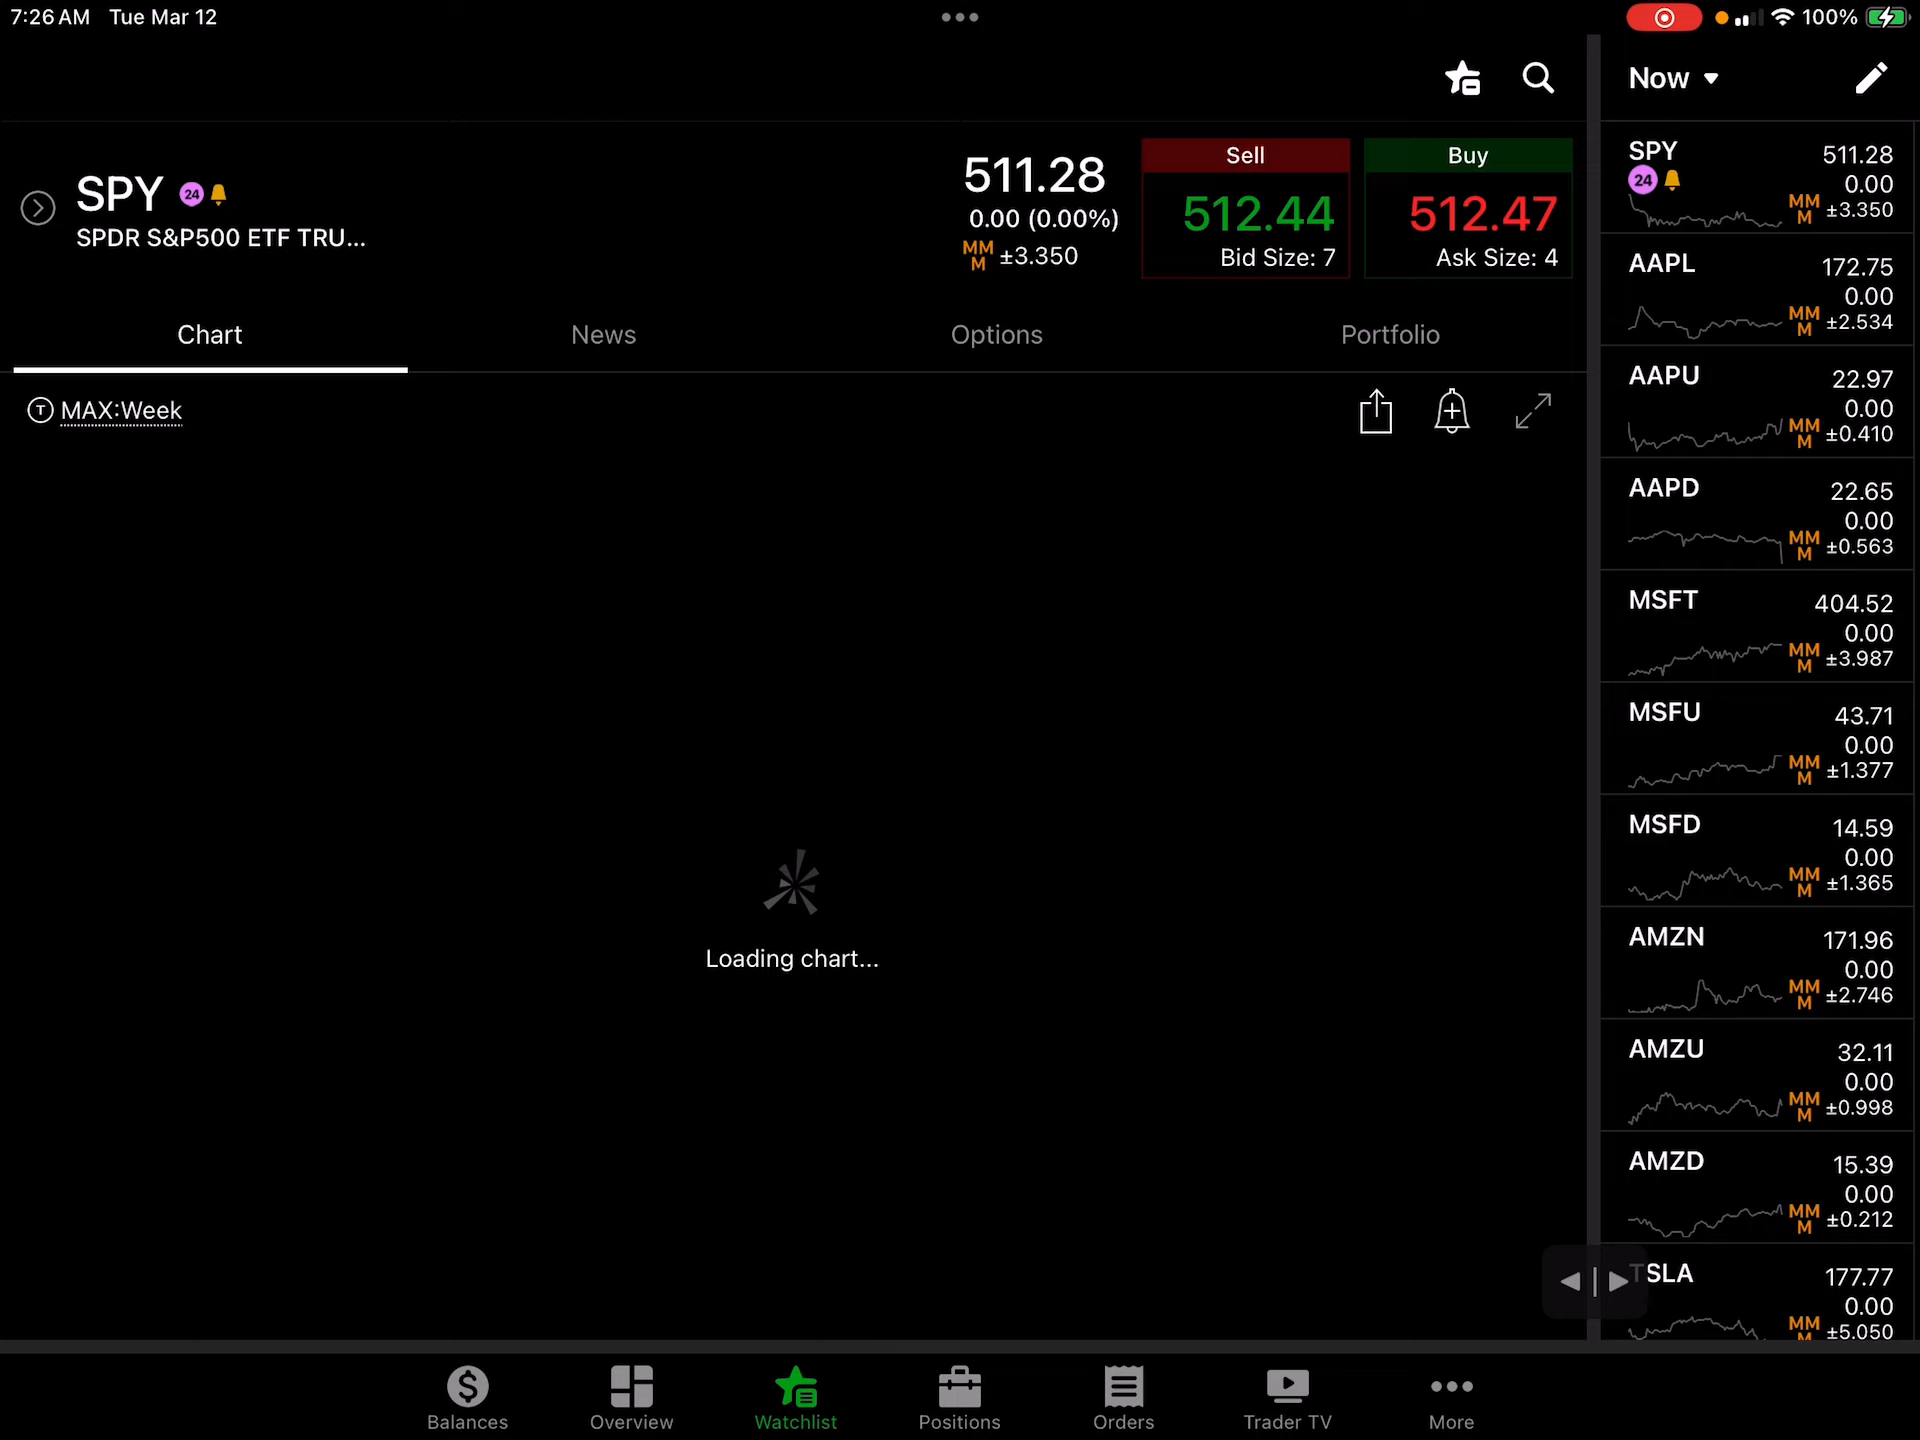 7:26 AM Tue Mar 12
100%
Now
SPY 24
SPDR S&P500 ETF TRU...
511.28
0.00 (0.00%)
MMM ±3.350
Sell
512.44
Bid Size: 7
Buy
512.47
Ask Size: 4
Chart
News
Options
Portfolio
T MAX:Week
Loading chart...
SPY
24
511.28
0.00
MMM ±3.350
AAPL
172.75
0.00
MMM ±2.534
AAPU
22.97
0.00
MMM ±0.410
AAPD
22.65
0.00
MMM ±0.563
MSFT
404.52
0.00
MMM ±3.987
MSFU
43.71
0.00
MMM ±1.377
MSFD
14.59
0.00
MMM ±1.365
AMZN
171.96
0.00
MMM ±2.746
AMZU
32.11
0.00
MMM ±0.998
AMZD
15.39
0.00
MMM ±0.212
TSLA
177.77
0.00
MMM ±5.050
Balances
Overview
Watchlist
Positions
Orders
Trader TV
More